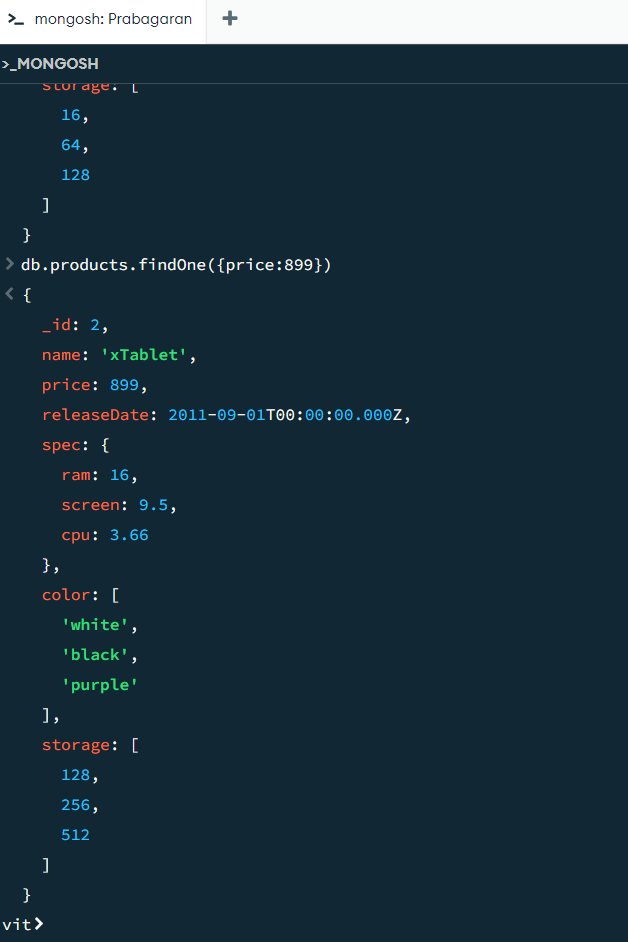 >_ mongosh: Prabagaran +
>_MONGOSH
storage: [
16,
64,
128
]
}
> db.products.findOne({price:899})
< {
_id: 2,
name: 'xTablet',
price: 899,
releaseDate: 2011-09-01T00:00:00.000Z,
spec: {
ram: 16,
screen: 9.5,
cpu: 3.66
},
color: [
'white',
'black',
'purple'
],
storage: [
128,
256,
512
]
}
vit>